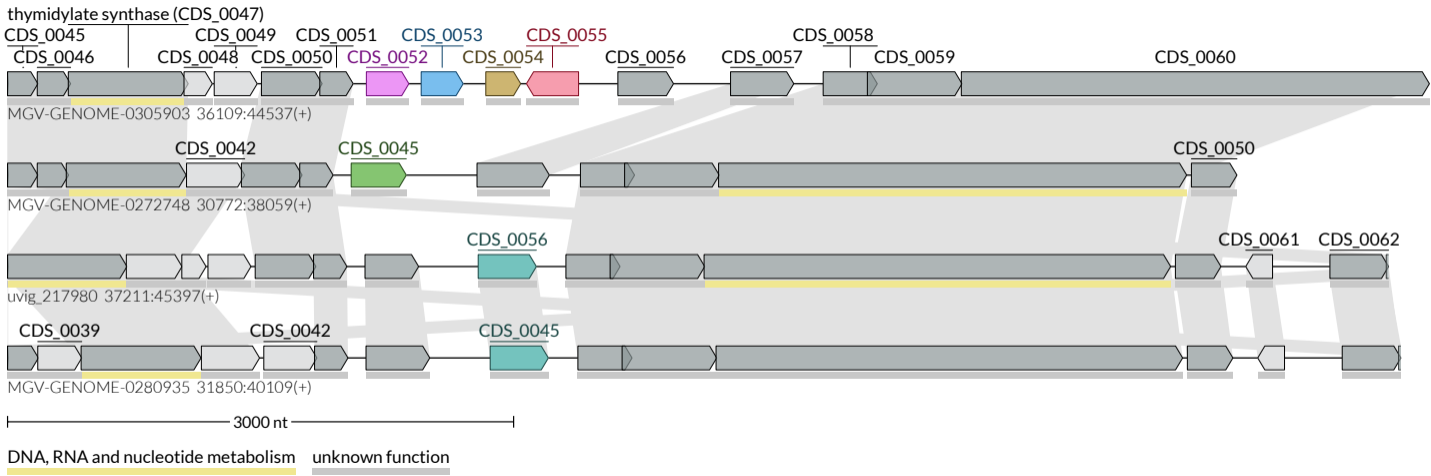 thymidylate synthase (CDS_0047)
CDS_0045 CDS_0049 CDS_0051 CDS_0053 CDS_0055 CDS_0058
CDS_0046 CDS_0048 CDS_0050 CDS_0052 CDS_0054 CDS_0056 CDS_0057 CDS_0059 CDS_0060
MGV-GENOME-0305903 36109:44537(+)
CDS_0042 CDS_0045 CDS_0050
MGV-GENOME-0272748 30772:38059(+)
CDS_0056 CDS_0061 CDS_0062
uvig_217980 37211:45397(+)
CDS_0039 CDS_0042 CDS_0045
MGV-GENOME-0280935 31850:40109(+)
3000 nt
DNA, RNA and nucleotide metabolism unknown function